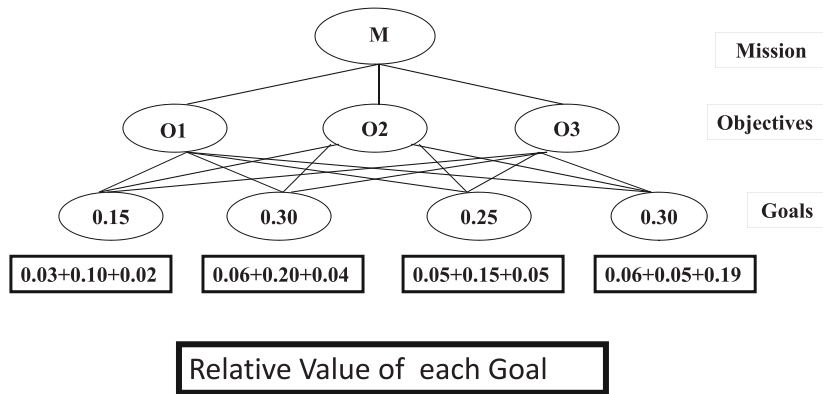 M
Mission
O1
O2
O3
Objectives
0.15
0.30
0.25
0.30
Goals
0.03+0.10+0.02
0.06+0.20+0.04
0.05+0.15+0.05
0.06+0.05+0.19
Relative Value of each Goal